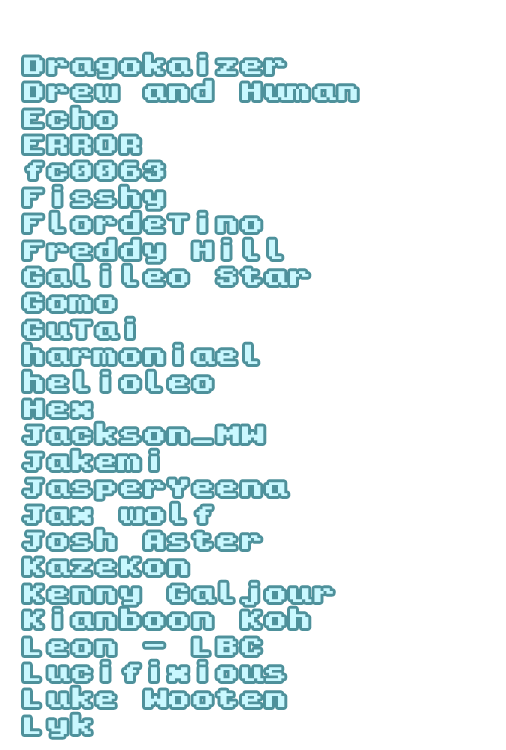 Dragokaizer
Drew and Human
Echo
ERROR
fc0063
Fisshy
FlordeTino
Freddy Hill
Galileo Star
Gomo
GuTai
harmoniael
helioleo
Hex
Jackson_MW
Jakemi
JasperYeena
Jax wolf
Josh Aster
KazeKon
Kenny Galjour
Kianboon Koh
Leon - LBC
Lucifixious
Luke Wooten
Lyk